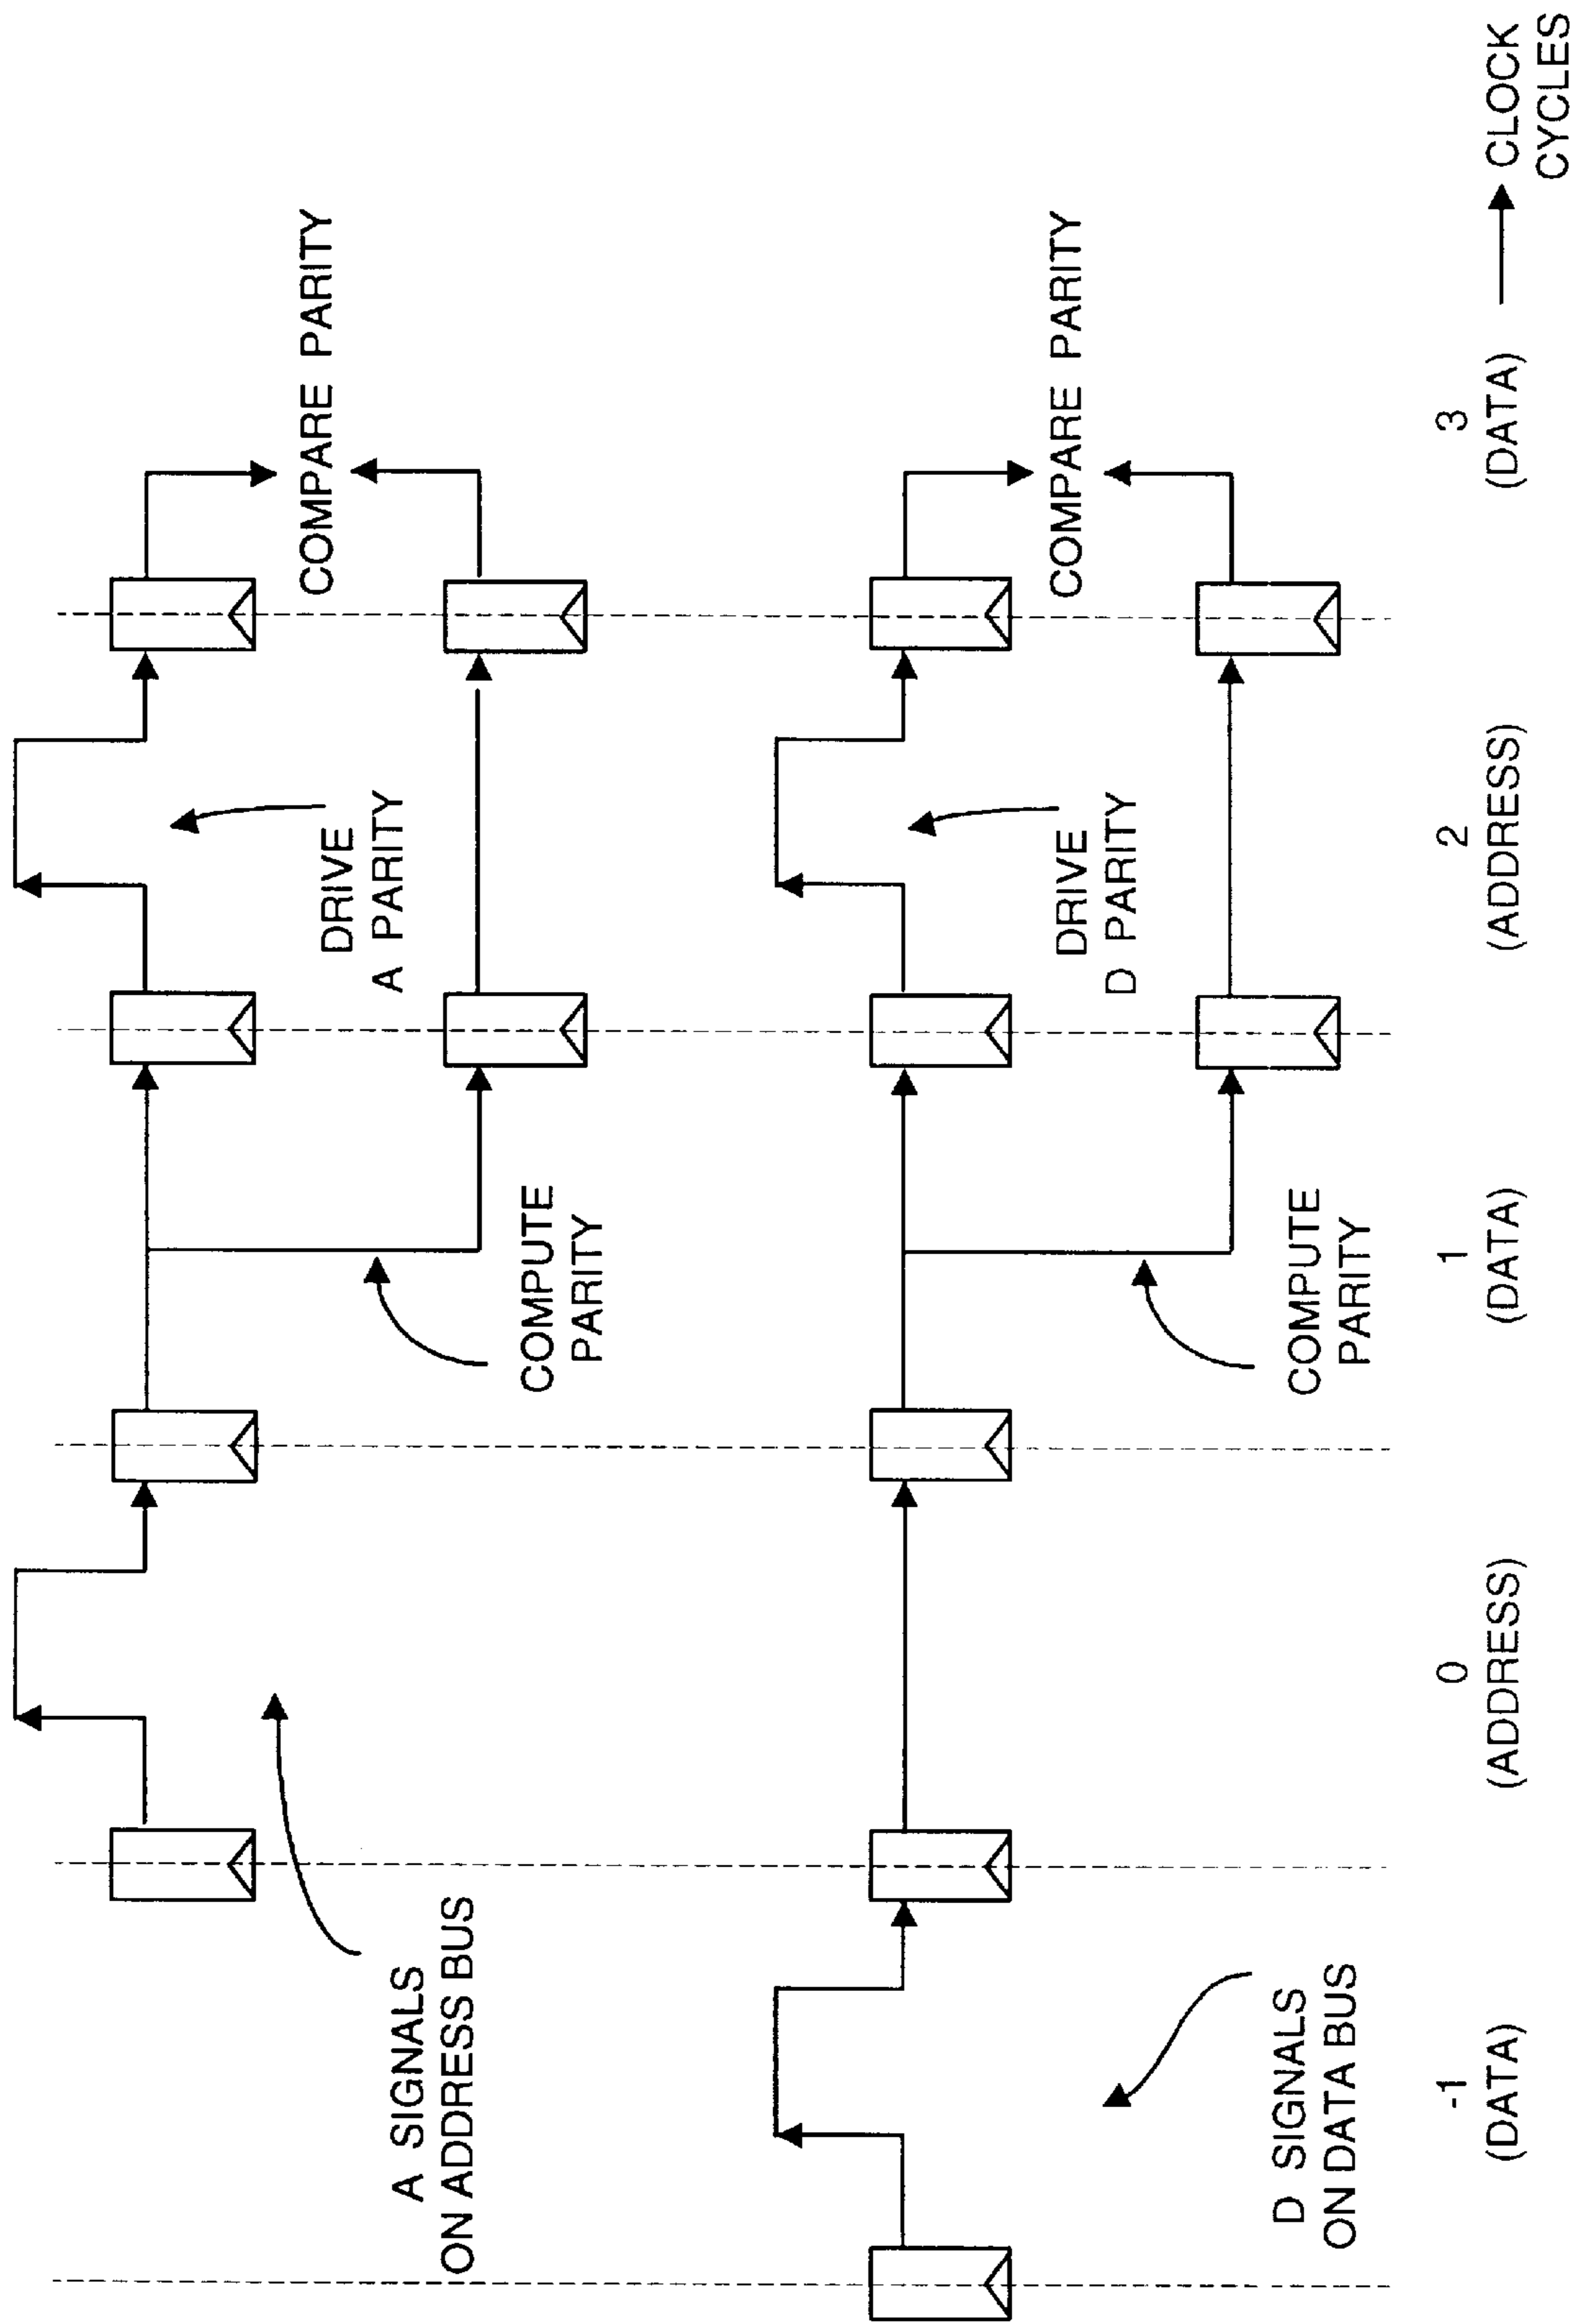 A SIGNALS
ON ADDRESS BUS
COMPUTE
PARITY
DRIVE
A PARITY
COMPARE PARITY
D SIGNALS
ON DATA BUS
COMPUTE
PARITY
DRIVE
D PARITY
COMPARE PARITY
-1
(DATA)
0
(ADDRESS)
1
(DATA)
2
(ADDRESS)
3
(DATA)
CLOCK
CYCLES